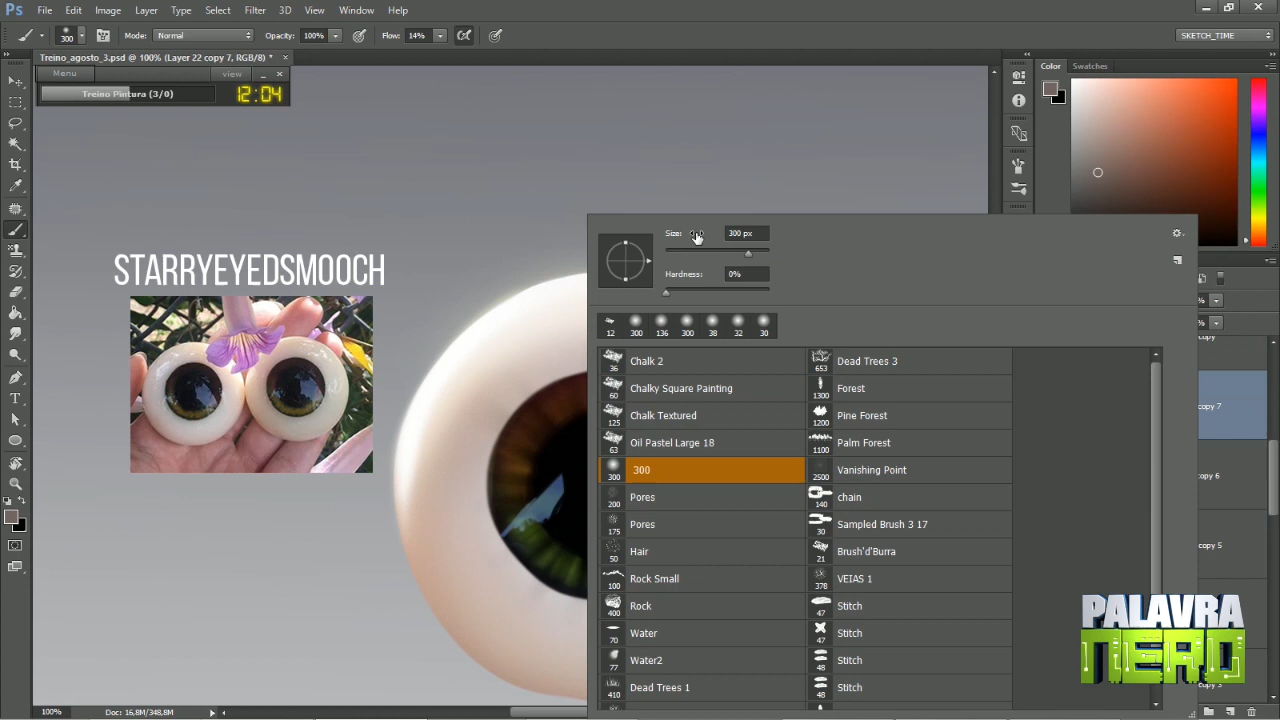 Ps File Edit Image Layer Type Select Filter 3D View Window Help
300 Mode: Normal Opacity: 100% Flow: 14% SKETCH_TIME
Treino_agosto_3.psd @ 100% (Layer 22 copy 7, RGB/8) * ×
Menu view
Treino Pintura (3/0) 12:04
Color Swatches
STARRYEYEDSMOOCH
Size: 300 px
Hardness: 0%
12 300 136 300 38 32 30
36 Chalk 2 653 Dead Trees 3
60 Chalky Square Painting 1300 Forest
125 Chalk Textured 1200 Pine Forest
63 Oil Pastel Large 18 1100 Palm Forest
300 300 2500 Vanishing Point
200 Pores 140 chain
175 Pores 30 Sampled Brush 3 17
50 Hair 21 Brush'd'Burra
100 Rock Small 378 VEIAS 1
400 Rock 47 Stitch
70 Water 47 Stitch
77 Water2 48 Stitch
410 Dead Trees 1 48 Stitch
%
%
copy
copy 7
copy 6
copy 5
copy 3
PALAVRA
NERD
100% Doc: 16,8M/348,8M